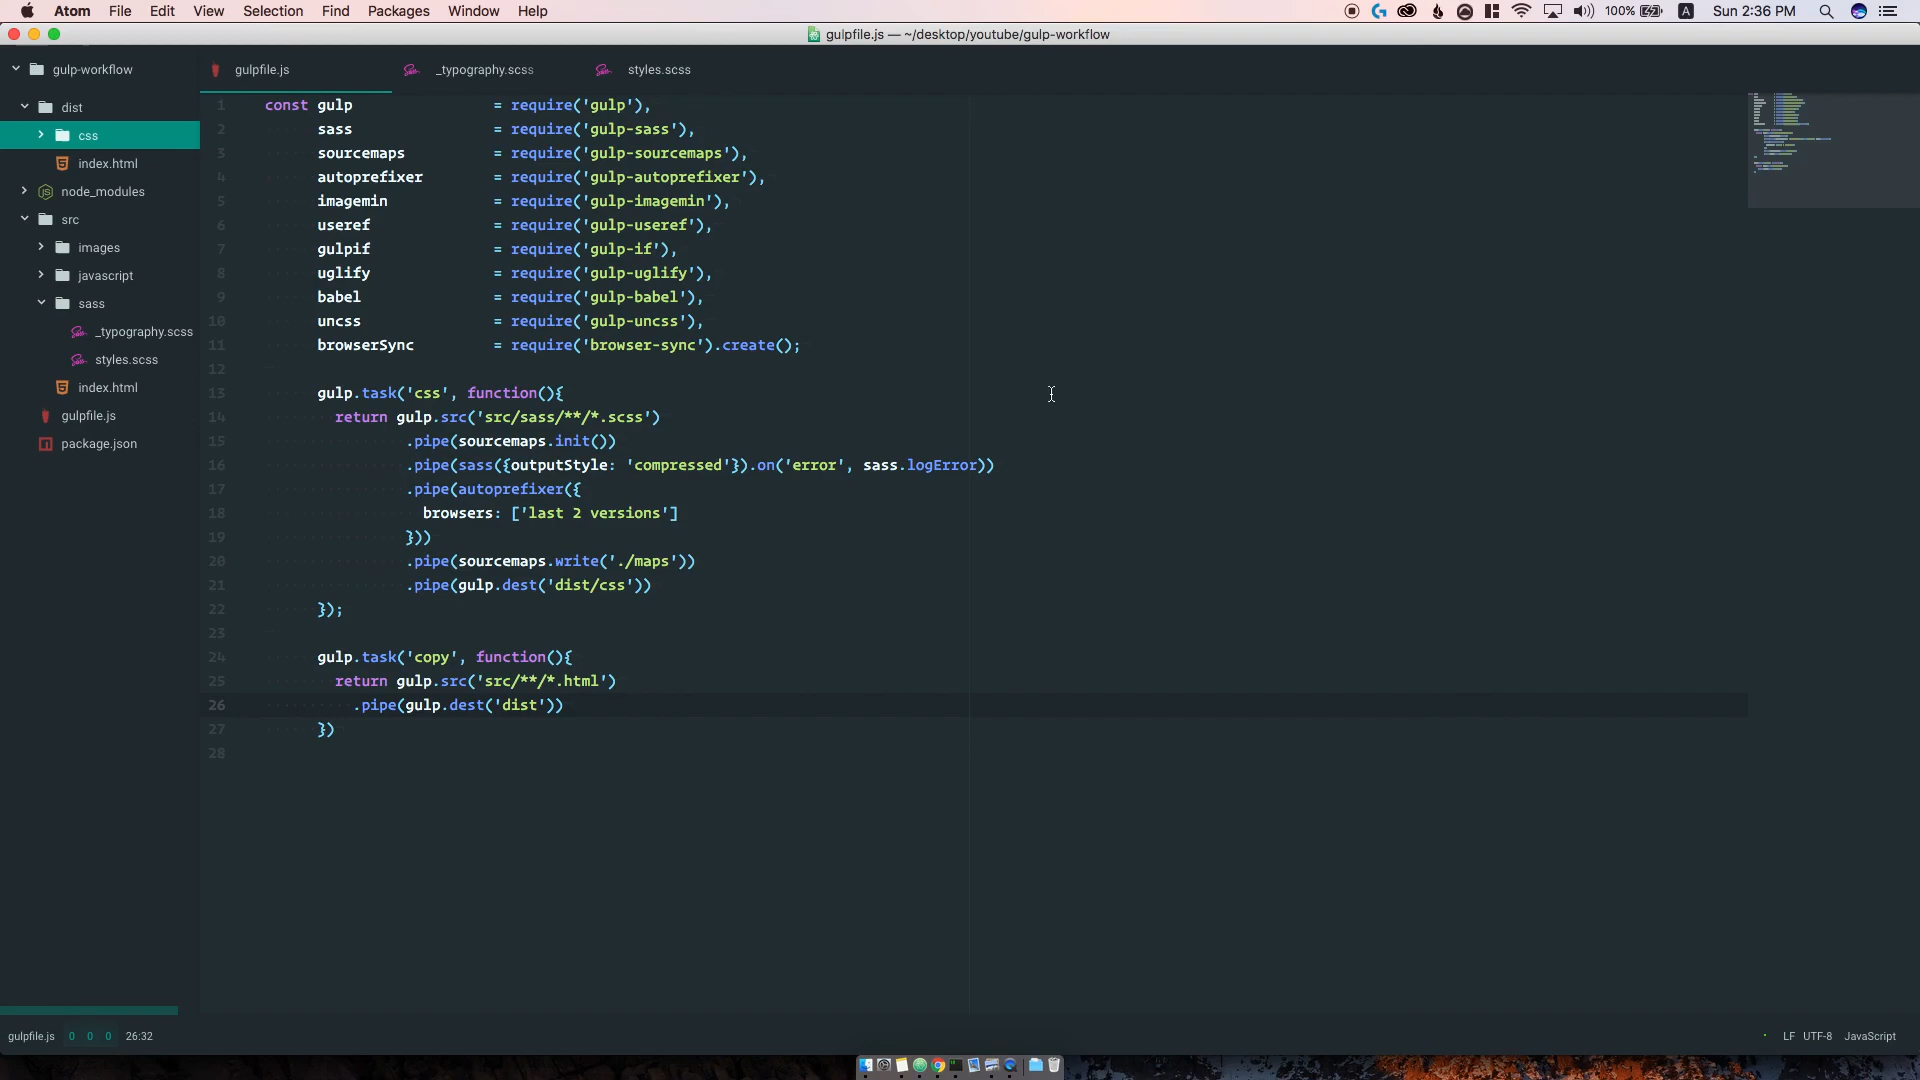 Atom File Edit View Selection Find Packages Window Help 100% A Sun 2:36 PM
gulpfile.js — ~/desktop/youtube/gulp-workflow
gulp-workflow
dist
css
index.html
node_modules
src
images
javascript
sass
_typography.scss
styles.scss
index.html
gulpfile.js
package.json
gulpfile.js _typography.scss styles.scss
1 const gulp = require('gulp'),
2 sass = require('gulp-sass'),
3 sourcemaps = require('gulp-sourcemaps'),
4 autoprefixer = require('gulp-autoprefixer'),
5 imagemin = require('gulp-imagemin'),
6 useref = require('gulp-useref'),
7 gulpif = require('gulp-if'),
8 uglify = require('gulp-uglify'),
9 babel = require('gulp-babel'),
10 uncss = require('gulp-uncss'),
11 browserSync = require('browser-sync').create();
12
13 gulp.task('css', function(){
14 return gulp.src('src/sass/**/*.scss')
15 .pipe(sourcemaps.init())
16 .pipe(sass({outputStyle: 'compressed'}).on('error', sass.logError))
17 .pipe(autoprefixer({
18 browsers: ['last 2 versions']
19 }))
20 .pipe(sourcemaps.write('./maps'))
21 .pipe(gulp.dest('dist/css'))
22 });
23
24 gulp.task('copy', function(){
25 return gulp.src('src/**/*.html')
26 .pipe(gulp.dest('dist'))
27 })
28
gulpfile.js 0 0 0 26:32 LF UTF-8 JavaScript